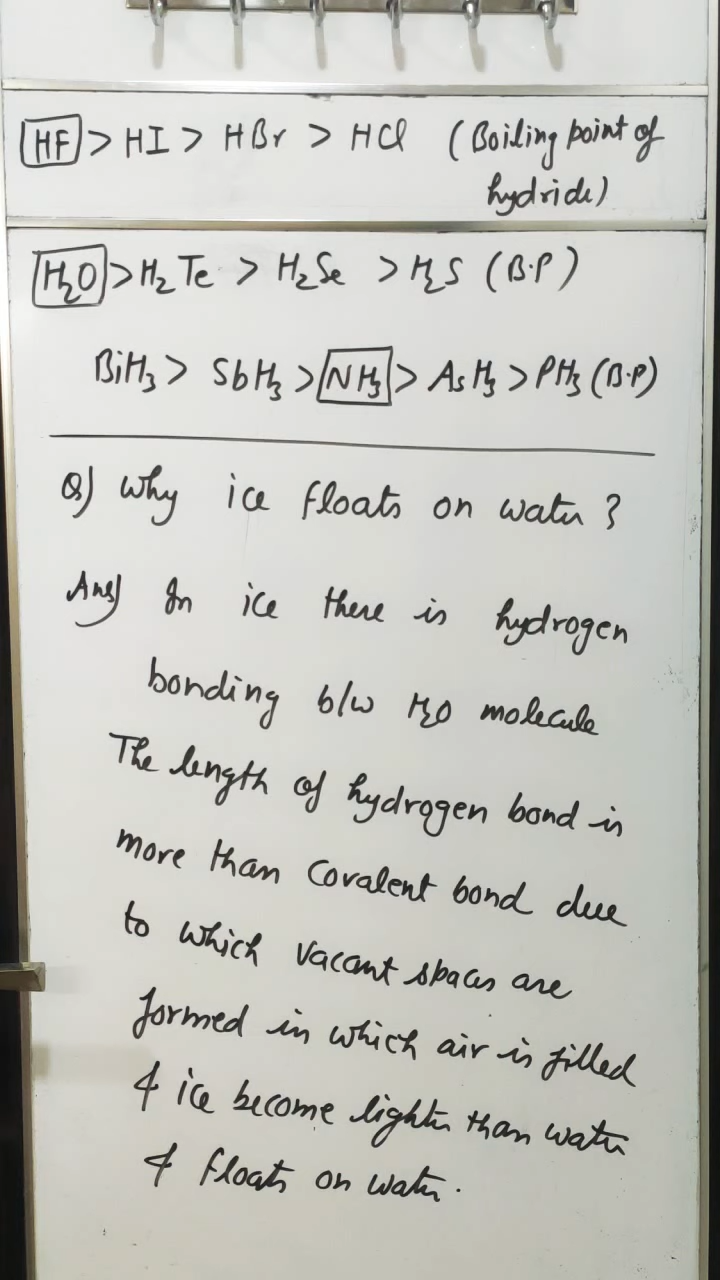 HF > HI > HBr > HCl (Boiling point of
hydride)
H₂O > H₂Te > H₂Se > H₂S (B.P)
BiH₃ > SbH₃ > NH₃ > AsH₃ > PH₃ (B.P)
Q) Why ice floats on water?
Ans) In ice there is hydrogen
bonding b/w H₂O molecule
The length of hydrogen bond is
more than covalent bond due
to which vacant spaces are
formed in which air is filled
& ice become lighter than water
& floats on water.